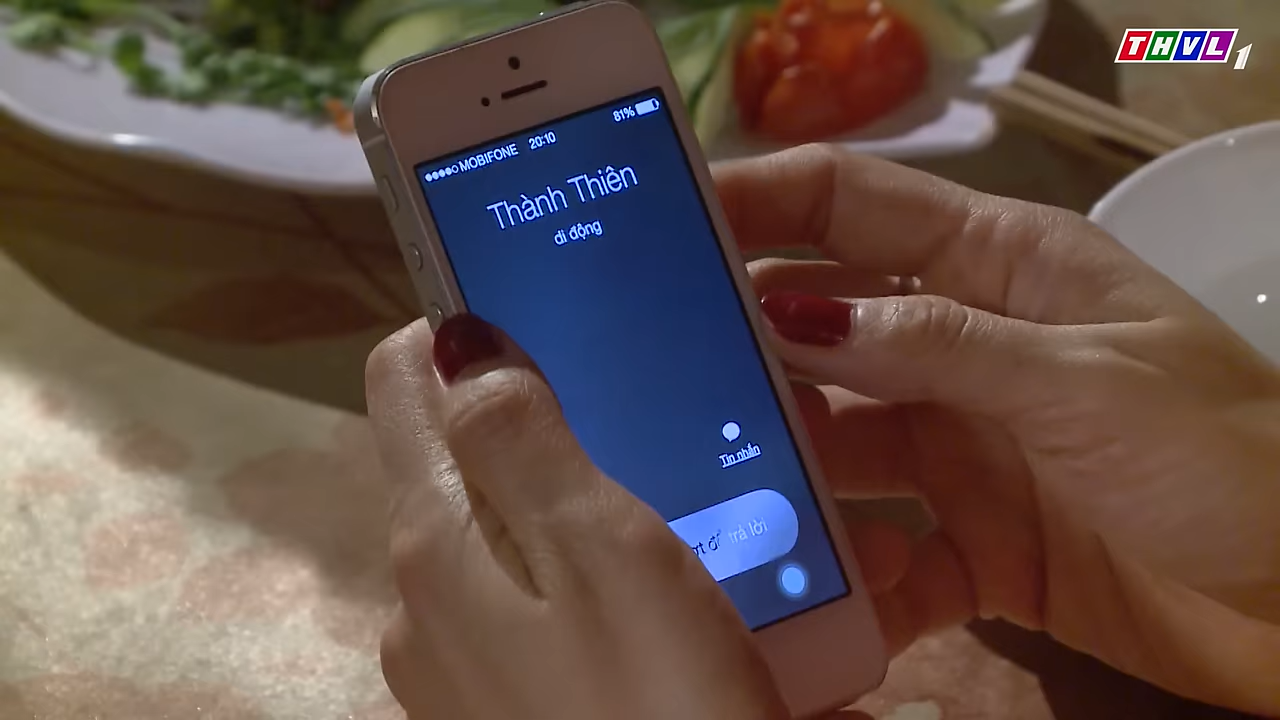 THVL1
MOBIFONE 20:10 81%
Thành Thiên
di động
Tin nhắn
trả lời